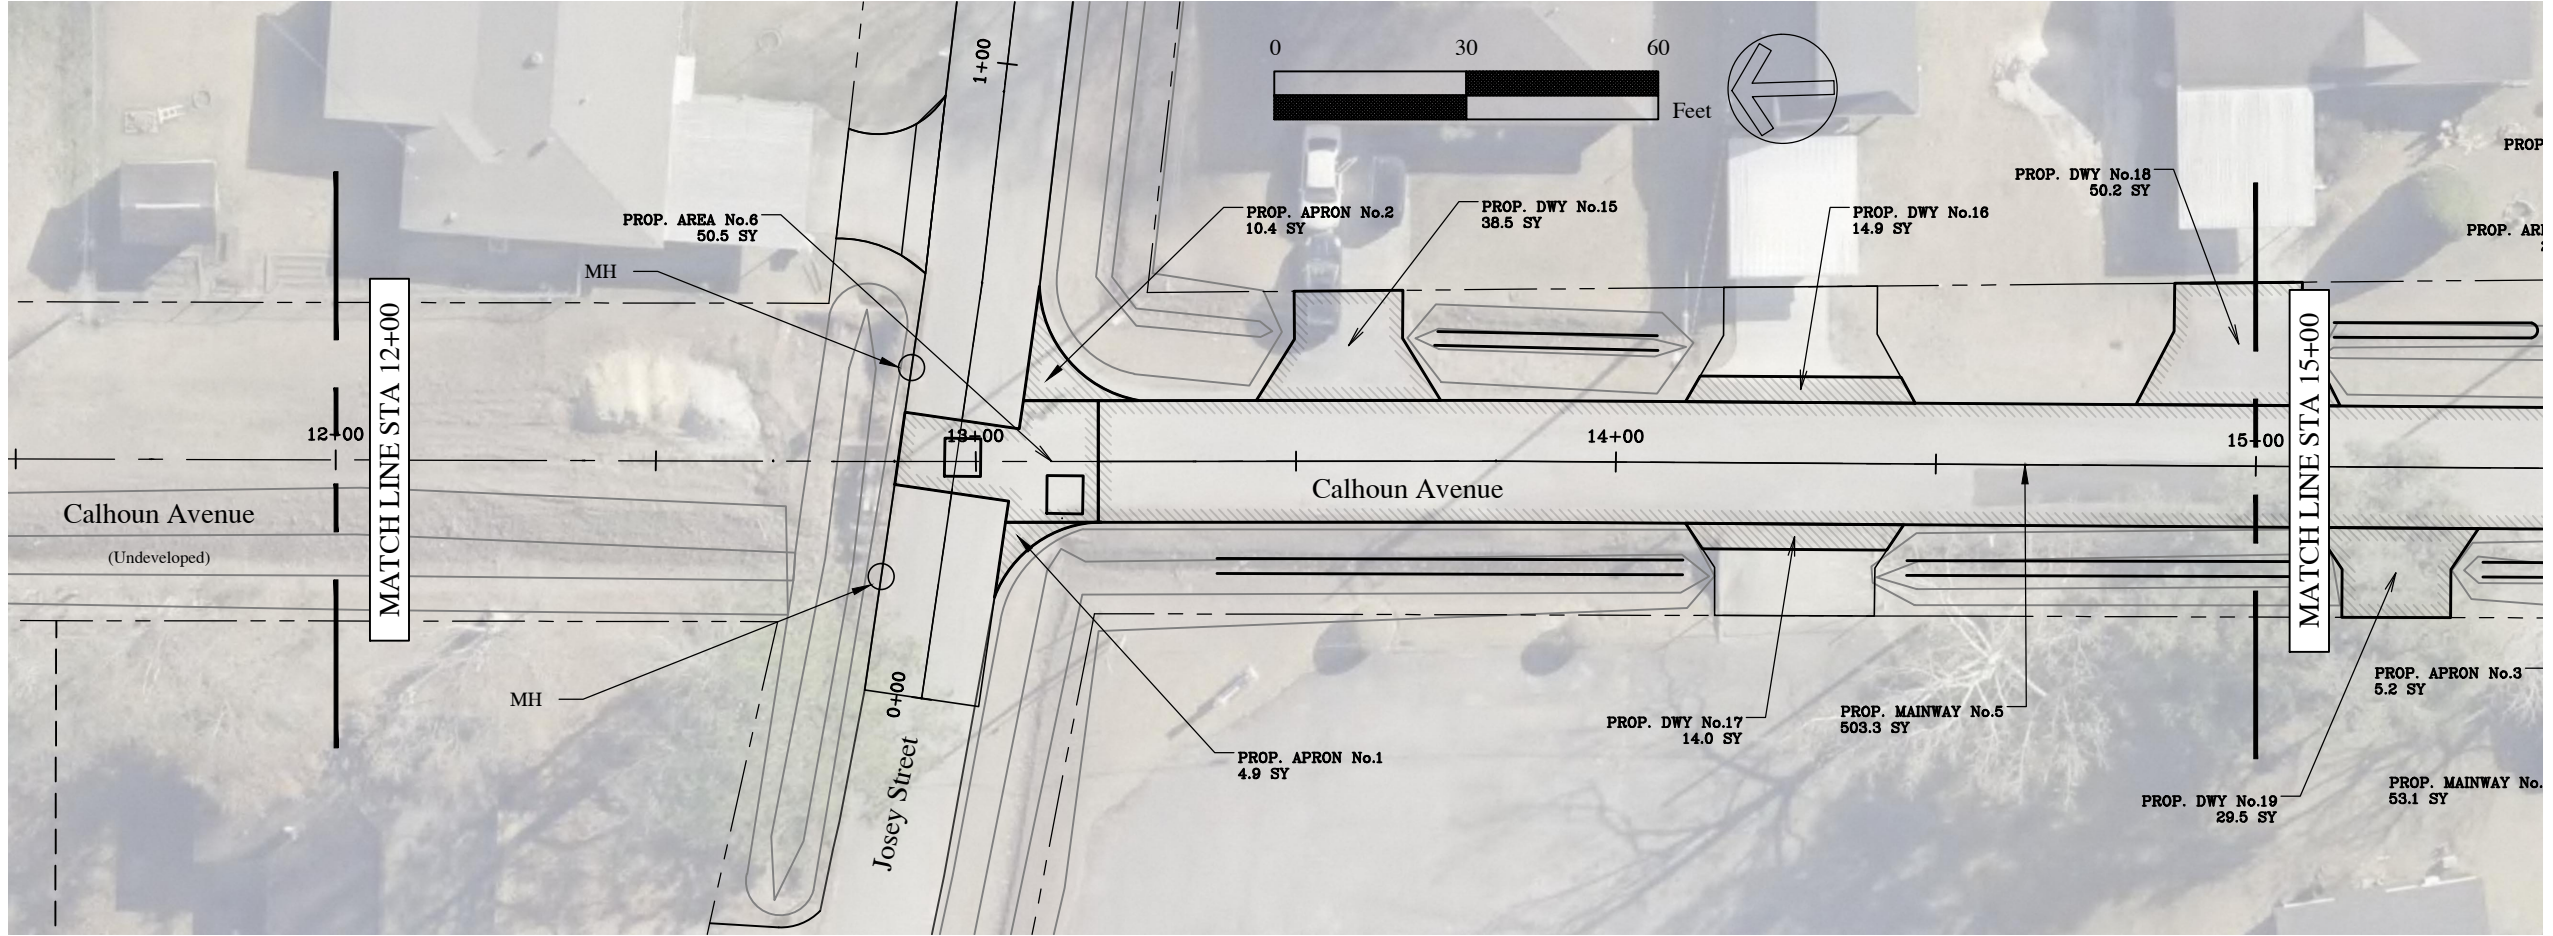 0 30 60
Feet
1+00
PROP
PROP. DWY No.18
50.2 SY
PROP. AREA No.6
50.5 SY
PROP. APRON No.2
10.4 SY
PROP. DWY No.15
38.5 SY
PROP. DWY No.16
14.9 SY
PROP. ARE
MH
12+00
13+00
14+00
15+00
MATCH LINE STA 12+00
MATCH LINE STA 15+00
Calhoun Avenue
Calhoun Avenue
(Undeveloped)
MH
0+00
Josey Street
PROP. APRON No.3
5.2 SY
PROP. DWY No.17
14.0 SY
PROP. MAINWAY No.5
503.3 SY
PROP. APRON No.1
4.9 SY
PROP. MAINWAY No.
53.1 SY
PROP. DWY No.19
29.5 SY